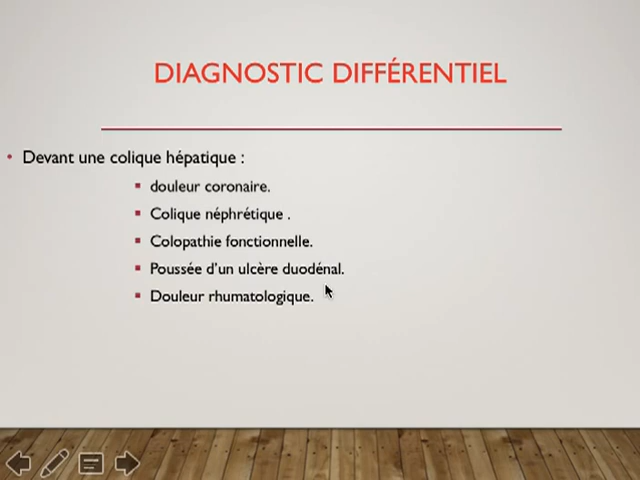 DIAGNOSTIC DIFFÉRENTIEL
• Devant une colique hépatique :
▪ douleur coronaire.
▪ Colique néphrétique .
▪ Colopathie fonctionnelle.
▪ Poussée d'un ulcère duodénal.
▪ Douleur rhumatologique.